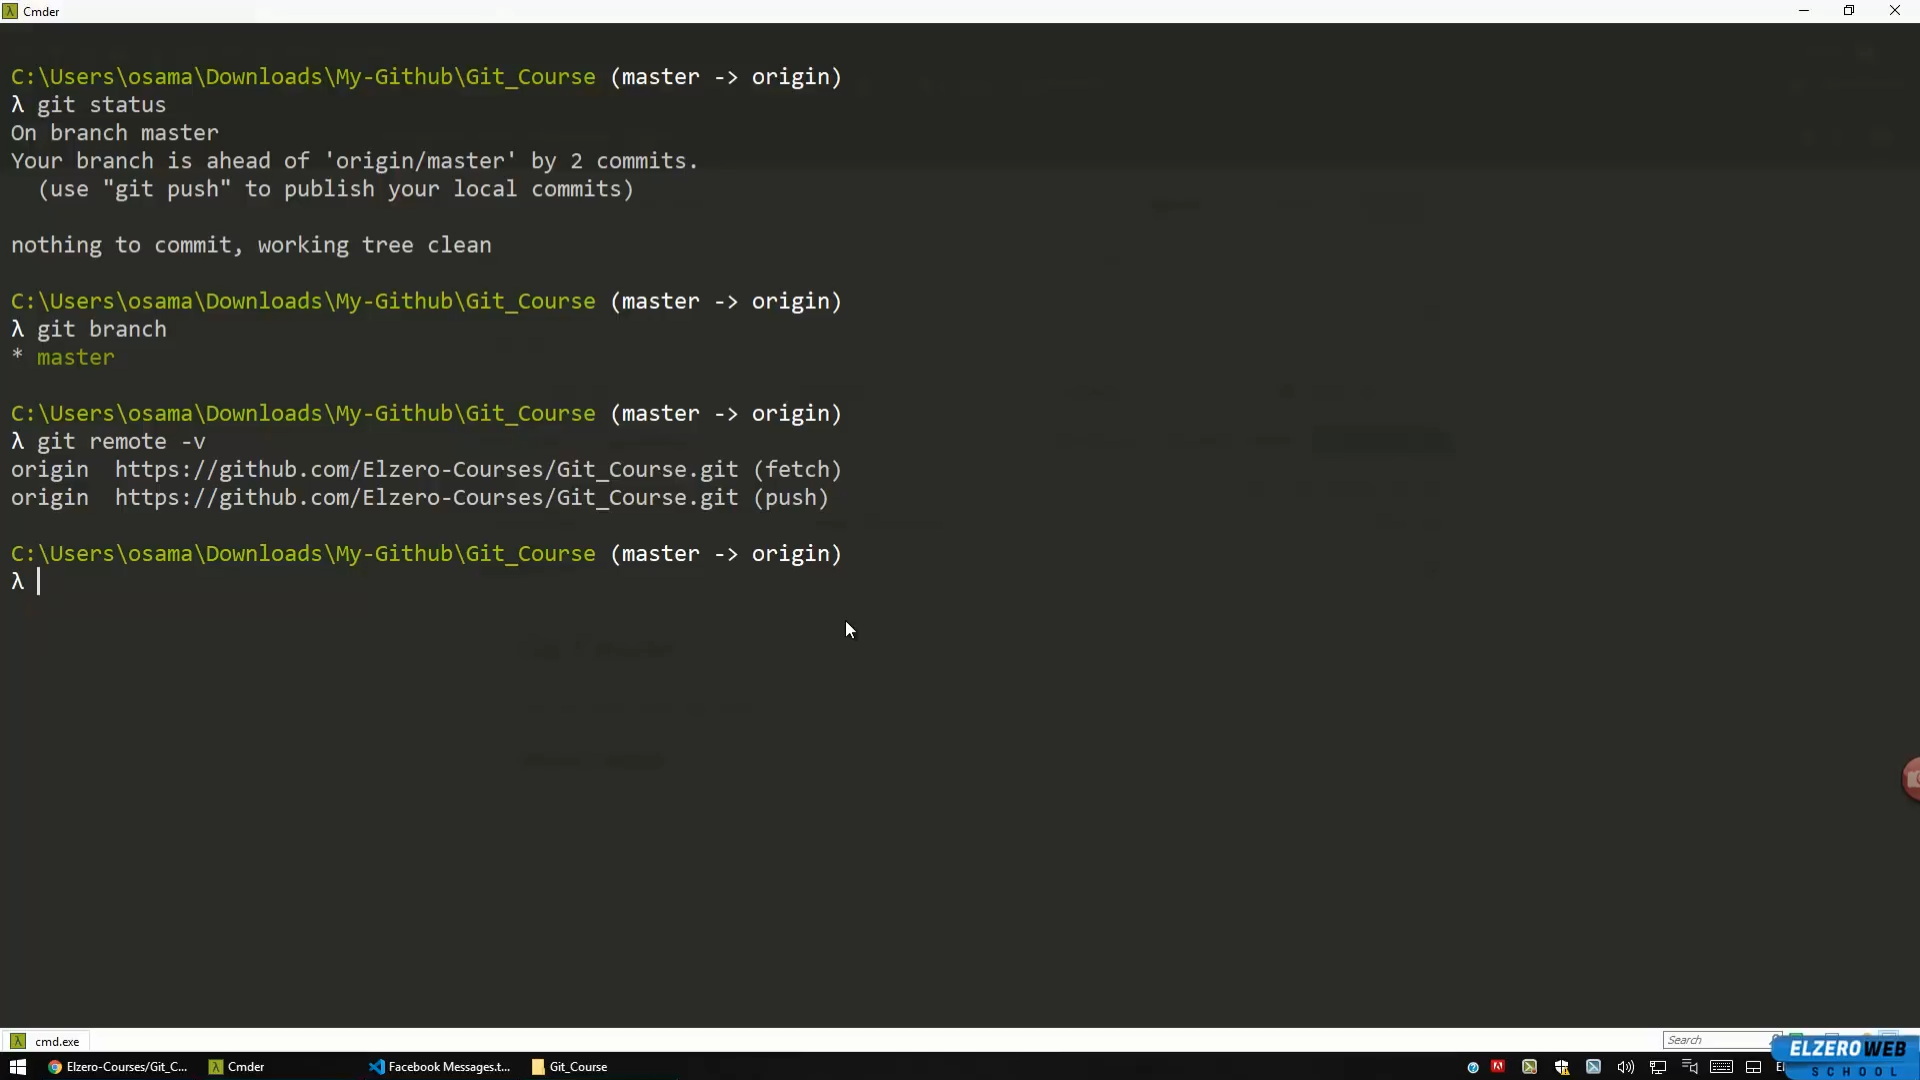 Cmder
C:\Users\osama\Downloads\My-Github\Git_Course (master -> origin)
λ git status
On branch master
Your branch is ahead of 'origin/master' by 2 commits.
(use "git push" to publish your local commits)
nothing to commit, working tree clean
C:\Users\osama\Downloads\My-Github\Git_Course (master -> origin)
λ git branch
* master
C:\Users\osama\Downloads\My-Github\Git_Course (master -> origin)
λ git remote -v
origin https://github.com/Elzero-Courses/Git_Course.git (fetch)
origin https://github.com/Elzero-Courses/Git_Course.git (push)
C:\Users\osama\Downloads\My-Github\Git_Course (master -> origin)
λ
cmd.exe
Search
Elzero-Courses/Git_C...
Cmder
Facebook Messages.t...
Git_Course
ELZEROWEB
SCHOOL